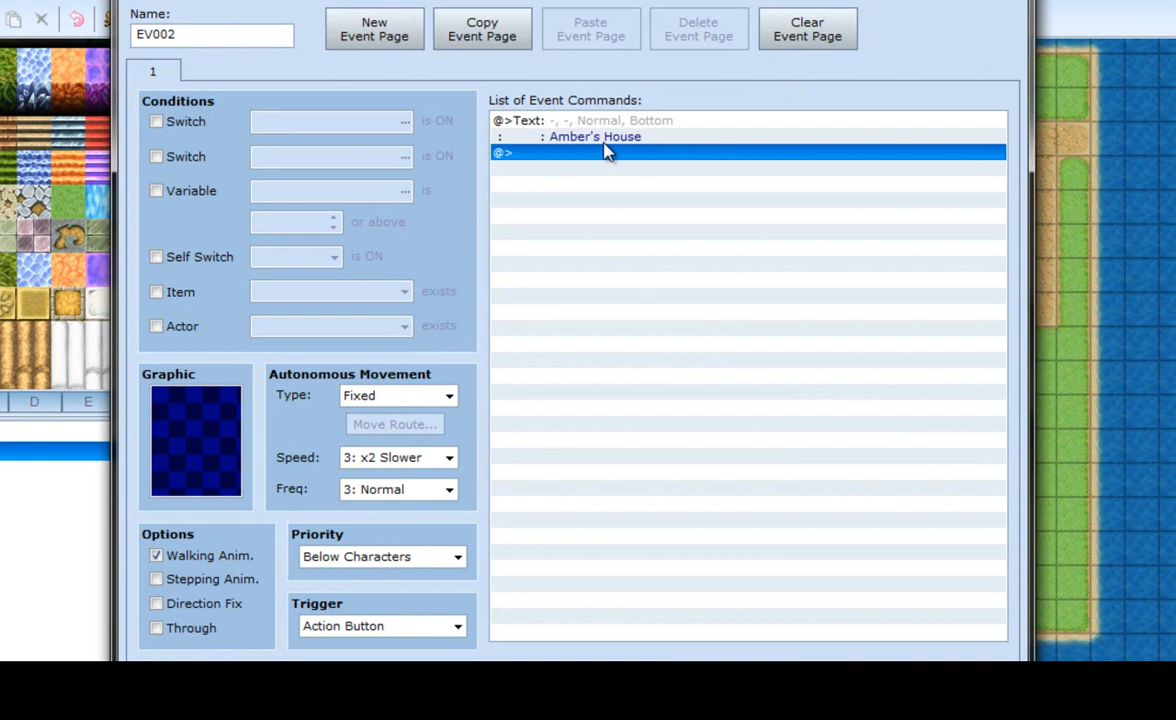 Name:
EV002
New
Event Page
Copy
Event Page
Paste
Event Page
Delete
Event Page
Clear
Event Page
1
Conditions
Switch ... is ON
Switch ... is ON
Variable ... is
or above
Self Switch is ON
Item exists
Actor exists
Graphic
Autonomous Movement
Type: Fixed
Move Route...
Speed: 3: x2 Slower
Freq: 3: Normal
Options
Walking Anim.
Stepping Anim.
Direction Fix
Through
Priority
Below Characters
Trigger
Action Button
List of Event Commands:
@>Text: -, -, Normal, Bottom
: : Amber's House
@>
D E